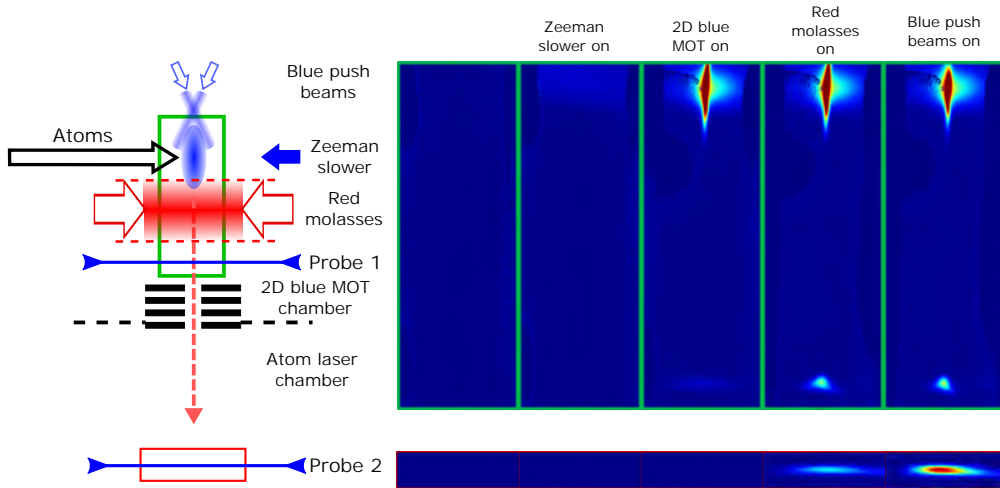 Zeeman
slower on
2D blue
MOT on
Red
molasses
on
Blue push
beams on
Blue push
beams
Atoms
Zeeman
slower
Red
molasses
Probe 1
2D blue MOT
chamber
Atom laser
chamber
Probe 2